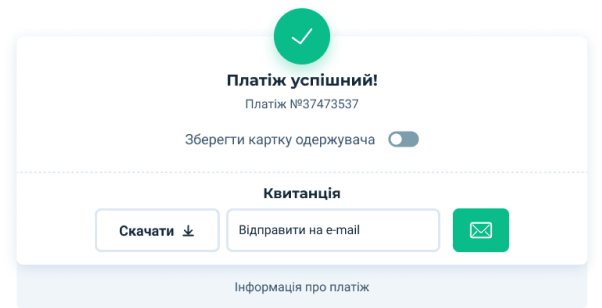 Платіж успішний!
Платіж №37473537
Зберегти картку одержувача
Квитанція
Скачати
Відправити на e-mail
Інформація про платіж